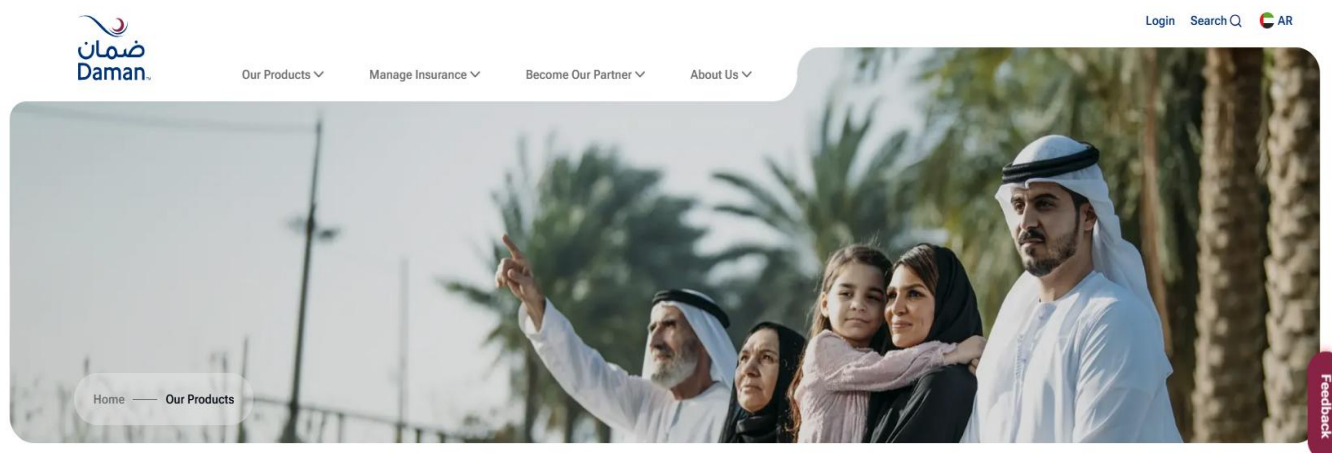 Login Search AR
ضمان
Daman
Our Products Manage Insurance Become Our Partner About Us
Home Our Products
Feedback